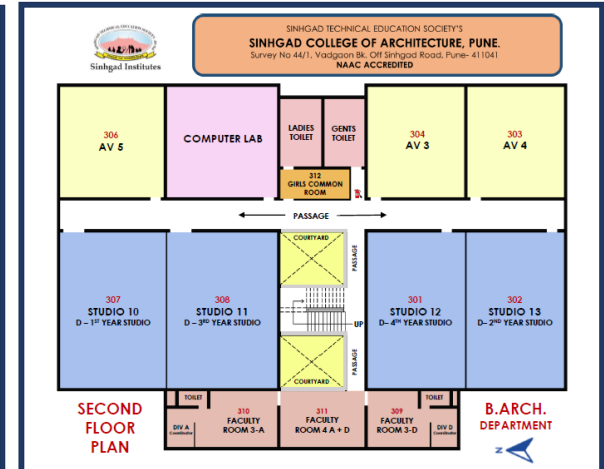 Sinhgad Institutes
SINHGAD TECHNICAL EDUCATION SOCIETY'S
SINHGAD COLLEGE OF ARCHITECTURE, PUNE.
Survey No 44/1, Vadgaon Bk. Off Sinhgad Road, Pune- 411041
NAAC ACCREDITED
306
AV 5
COMPUTER LAB
LADIES
TOILET
GENTS
TOILET
304
AV 3
303
AV 4
312
GIRLS COMMON
ROOM
PASSAGE
COURTYARD
PASSAGE
307
STUDIO 10
D – 1ST YEAR STUDIO
308
STUDIO 11
D – 3RD YEAR STUDIO
301
STUDIO 12
D– 4TH YEAR STUDIO
302
STUDIO 13
D –2ND YEAR STUDIO
UP
PASSAGE
COURTYARD
SECOND
FLOOR
PLAN
TOILET
DIV A
Coordinator
310
FACULTY
ROOM 3-A
311
FACULTY
ROOM 4 A + D
309
FACULTY
ROOM 3-D
TOILET
DIV D
Coordinator
B.ARCH.
DEPARTMENT
Z